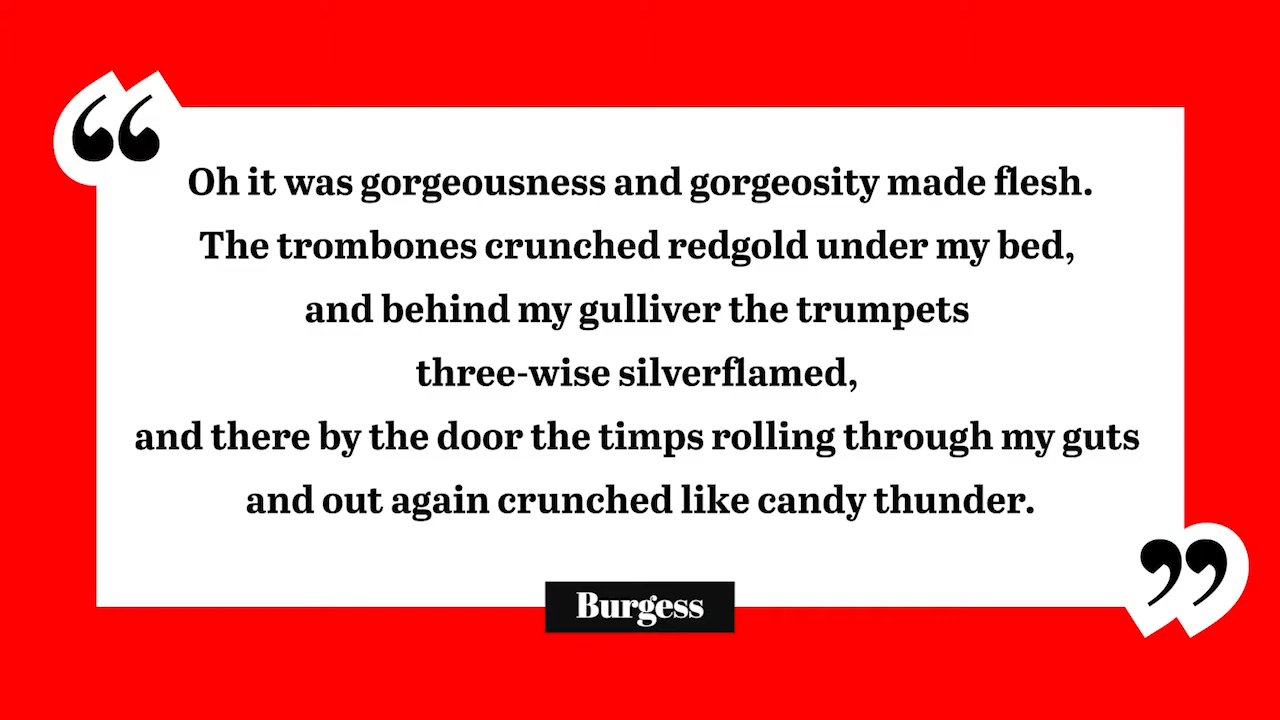 “
Oh it was gorgeousness and gorgeosity made flesh.
The trombones crunched redgold under my bed,
and behind my gulliver the trumpets
three-wise silverflamed,
and there by the door the timps rolling through my guts
and out again crunched like candy thunder.
”
Burgess